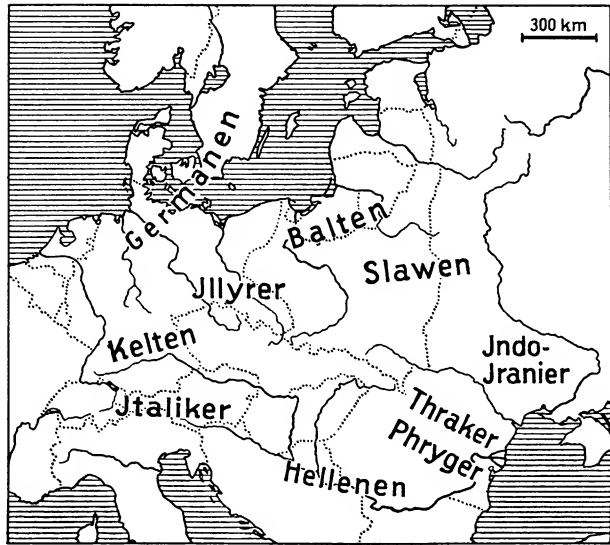 300 km
Germanen
Balten
Slawen
Jllyrer
Kelten
Jndo-
Jranier
Jtaliker
Thraker
Phryger
Hellenen